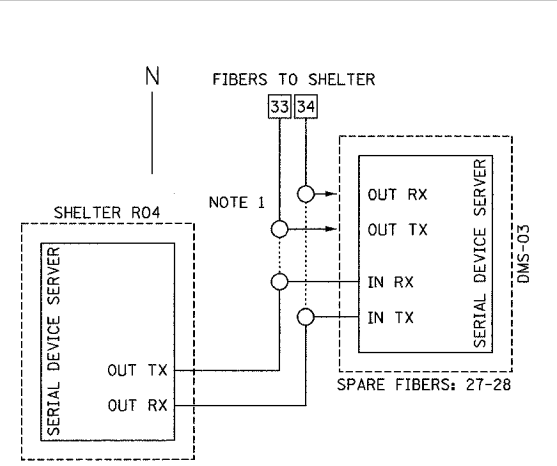 N
FIBERS TO SHELTER
33 34
NOTE 1
OUT RX
OUT TX
IN RX
IN TX
SERIAL DEVICE SERVER
DMS-03
SPARE FIBERS: 27-28
SHELTER R04
SERIAL DEVICE SERVER
OUT TX
OUT RX